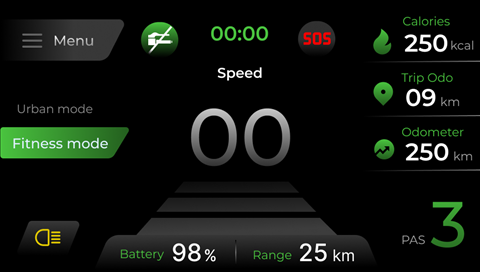 Menu
00:00
SOS
Calories
250 kcal
Speed
Trip Odo
09 km
Urban mode
00
Fitness mode
Odometer
250 km
PAS 3
Battery 98% Range 25 km